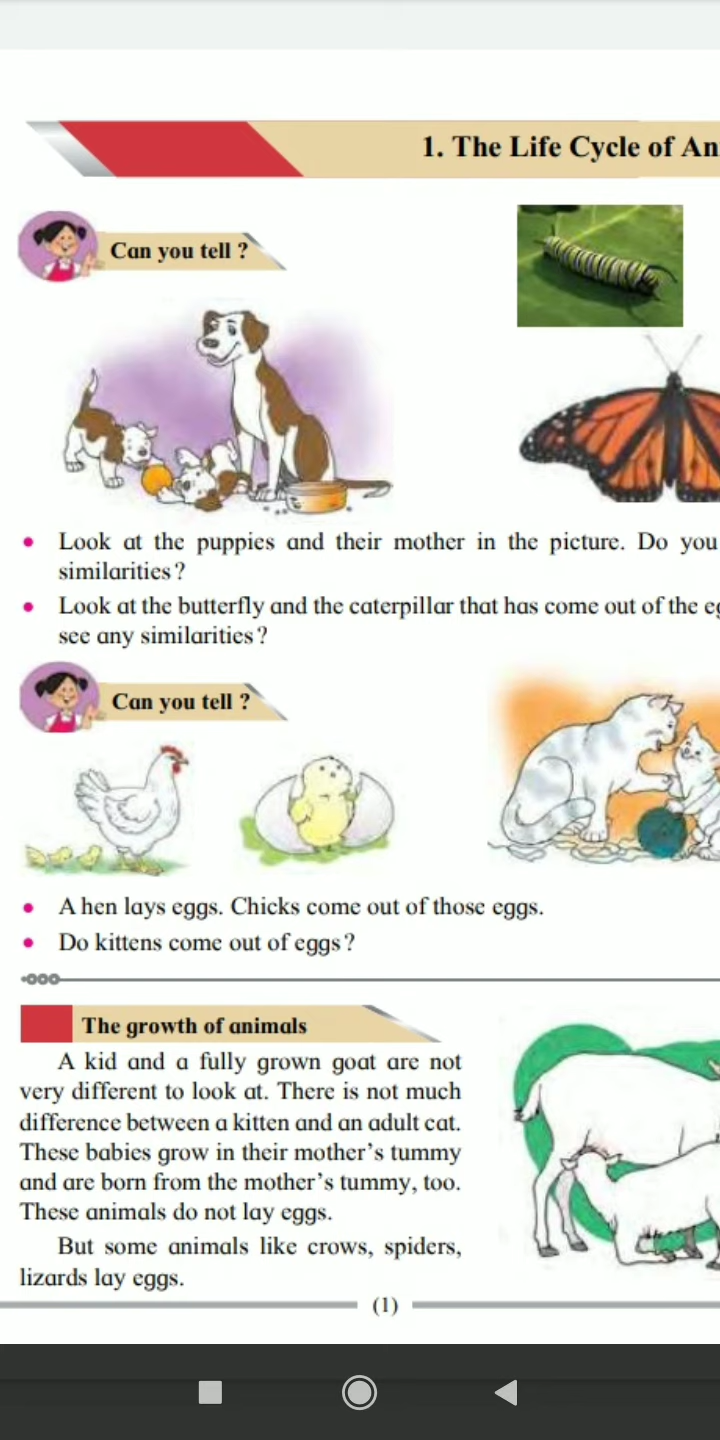 1. The Life Cycle of An
Can you tell ?
Look at the puppies and their mother in the picture. Do you
similarities ?
Look at the butterfly and the caterpillar that has come out of the eg
see any similarities ?
Can you tell ?
A hen lays eggs. Chicks come out of those eggs.
Do kittens come out of eggs ?
The growth of animals
A kid and a fully grown goat are not
very different to look at. There is not much
difference between a kitten and an adult cat.
These babies grow in their mother's tummy
and are born from the mother's tummy, too.
These animals do not lay eggs.
But some animals like crows, spiders,
lizards lay eggs.
(1)